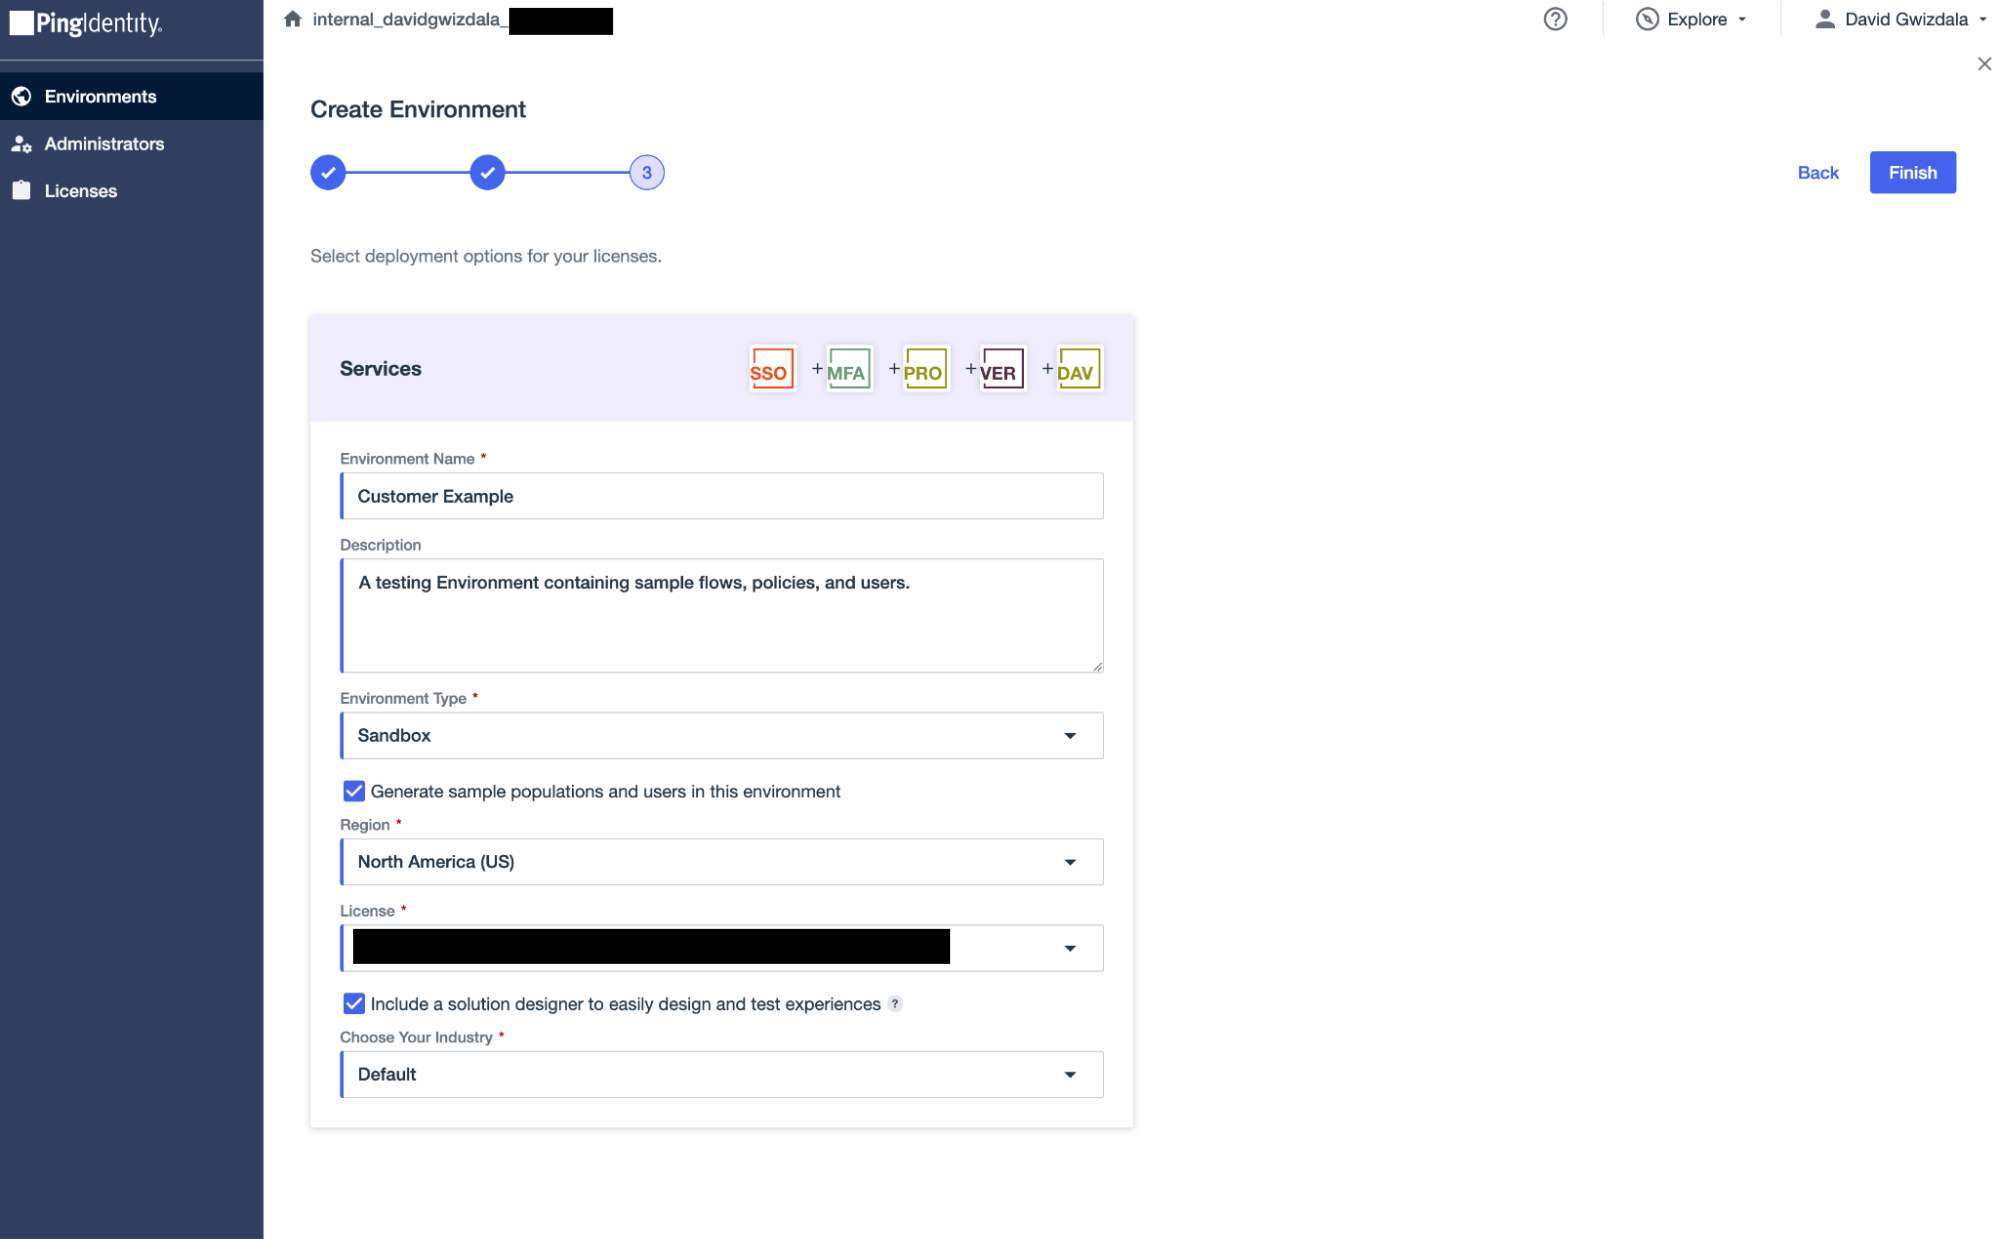 PingIdentity.
internal_davidgwizdala_
Explore
David Gwizdala
Environments
Administrators
Licenses
Create Environment
3
Back
Finish
Select deployment options for your licenses.
Services
SSO + MFA + PRO + VER + DAV
Environment Name *
Customer Example
Description
A testing Environment containing sample flows, policies, and users.
Environment Type *
Sandbox
Generate sample populations and users in this environment
Region *
North America (US)
License *
Include a solution designer to easily design and test experiences ?
Choose Your Industry *
Default